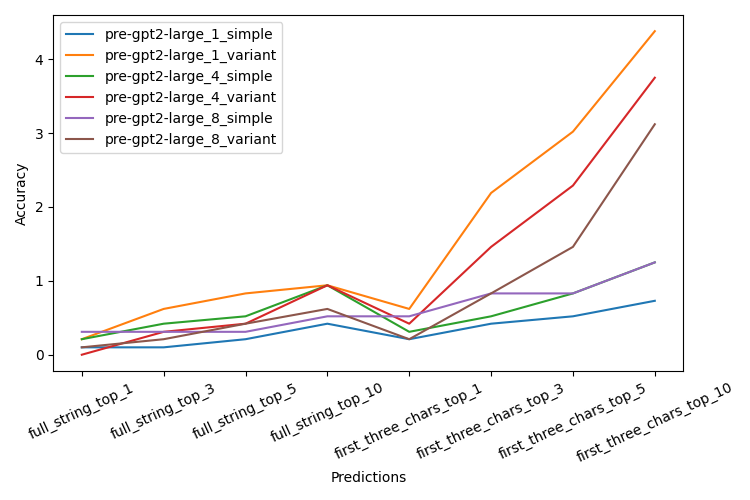 pre-gpt2-large_1_simple
pre-gpt2-large_1_variant
pre-gpt2-large_4_simple
pre-gpt2-large_4_variant
pre-gpt2-large_8_simple
pre-gpt2-large_8_variant
4
3
2
1
0
Accuracy
full_string_top_1
full_string_top_3
full_string_top_5
full_string_top_10
first_three_chars_top_1
first_three_chars_top_3
first_three_chars_top_5
first_three_chars_top_10
Predictions